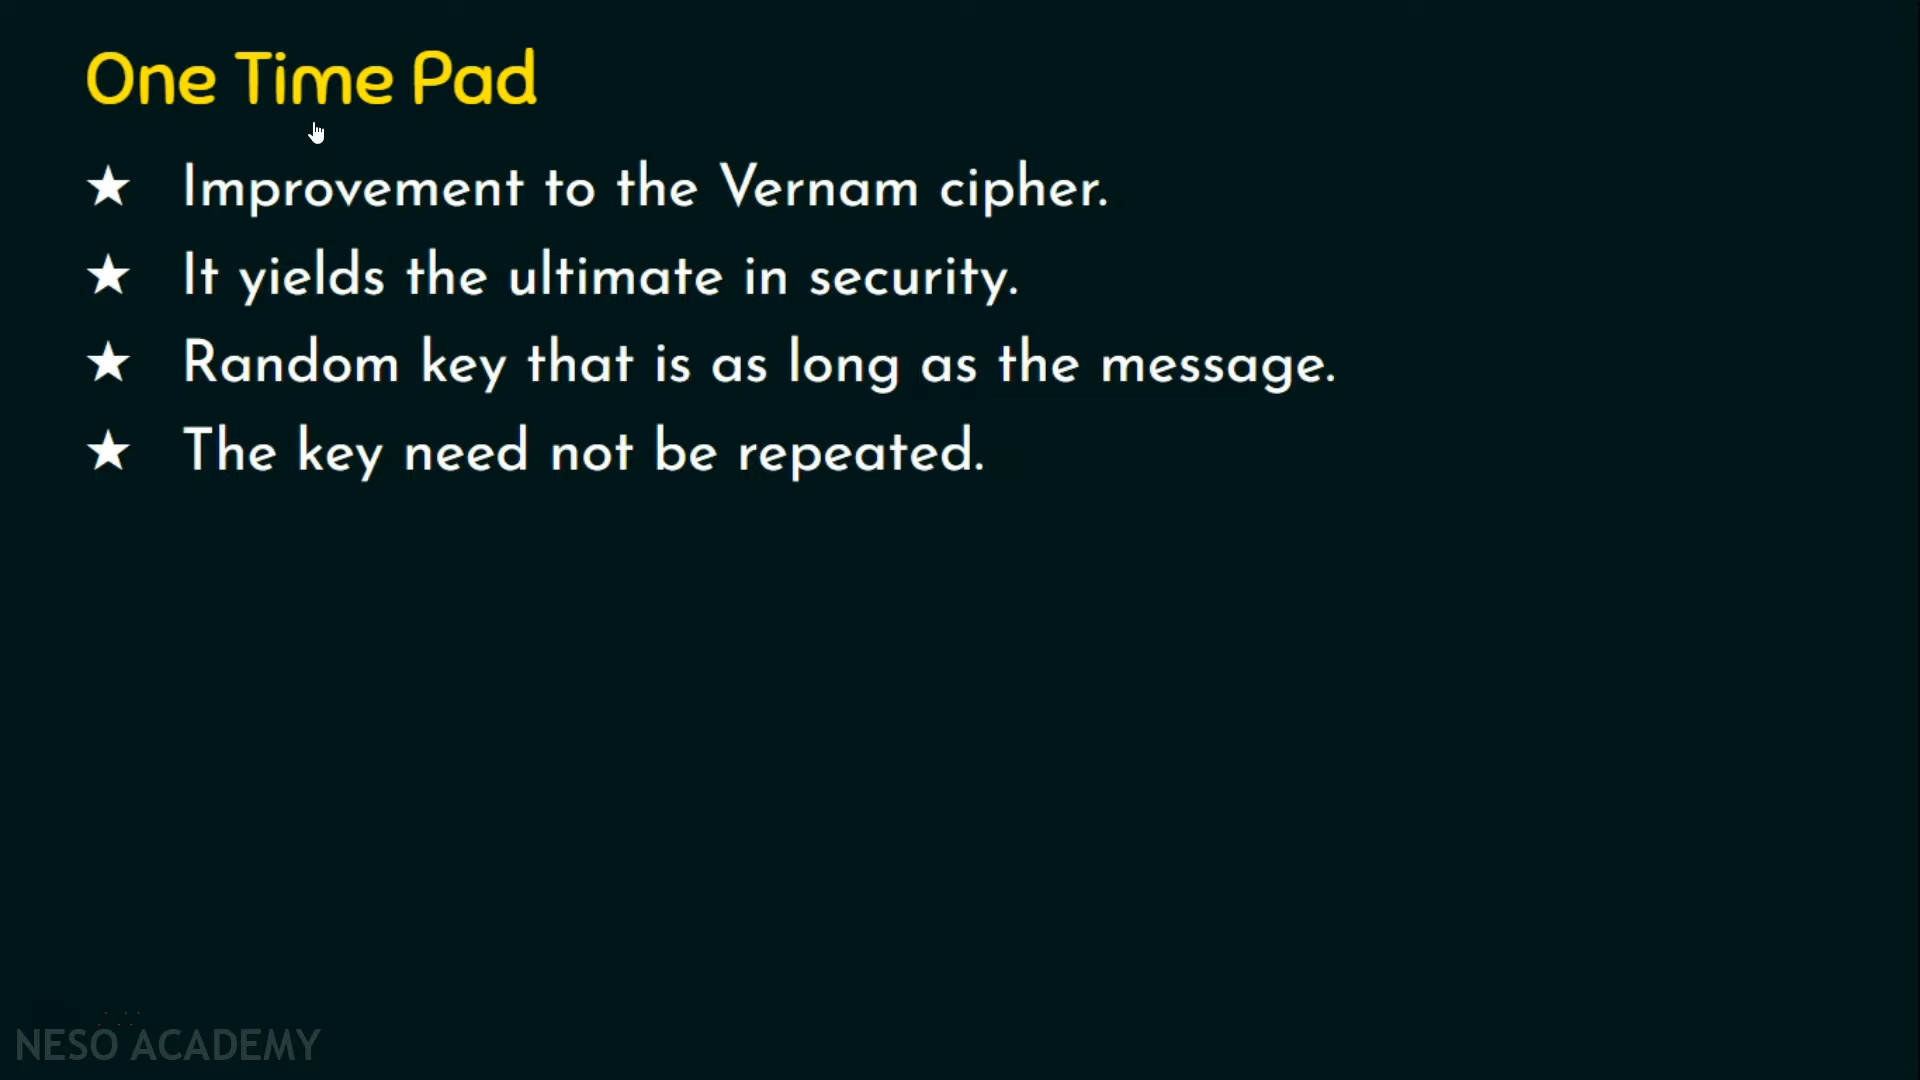 One Time Pad
★ Improvement to the Vernam cipher.
★ It yields the ultimate in security.
★ Random key that is as long as the message.
★ The key need not be repeated.
NESO ACADEMY